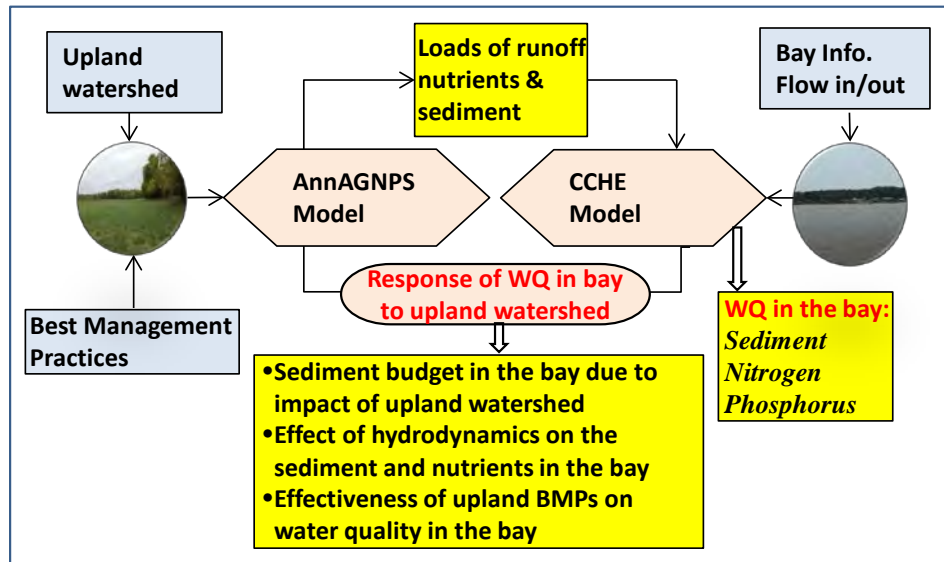 Upland
watershed
Loads of runoff
nutrients &
sediment
Bay Info.
Flow in/out
AnnAGNPS
Model
CCHE
Model
Response of WQ in bay
to upland watershed
Best Management
Practices
WQ in the bay:
Sediment
Nitrogen
Phosphorus
•Sediment budget in the bay due to
impact of upland watershed
•Effect of hydrodynamics on the
sediment and nutrients in the bay
•Effectiveness of upland BMPs on
water quality in the bay